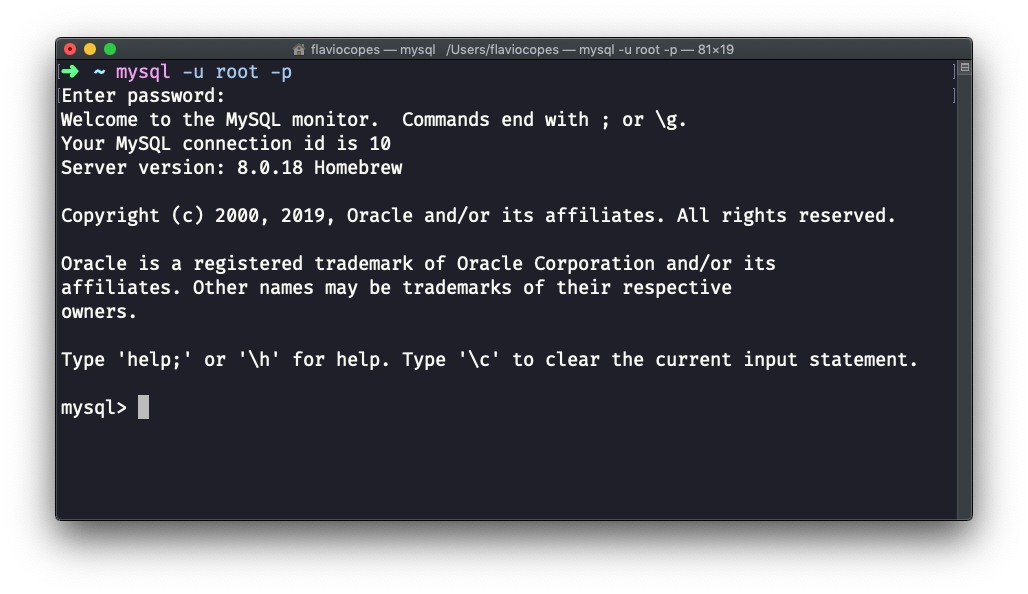 flaviocopes — mysql /Users/flaviocopes — mysql -u root -p — 81×19
➜ ~ mysql -u root -p
Enter password:
Welcome to the MySQL monitor.  Commands end with ; or \g.
Your MySQL connection id is 10
Server version: 8.0.18 Homebrew
Copyright (c) 2000, 2019, Oracle and/or its affiliates. All rights reserved.
Oracle is a registered trademark of Oracle Corporation and/or its
affiliates. Other names may be trademarks of their respective
owners.
Type 'help;' or '\h' for help. Type '\c' to clear the current input statement.
mysql>